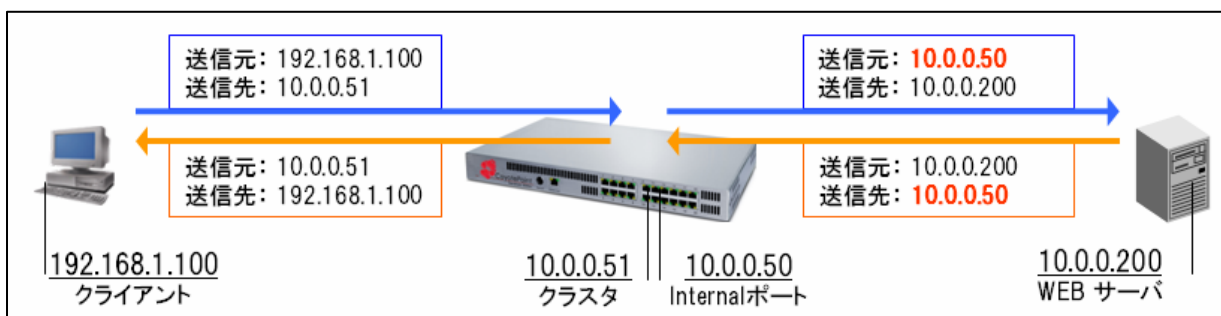 送信元: 192.168.1.100
送信先: 10.0.0.51
送信元: 10.0.0.50
送信先: 10.0.0.200
送信元: 10.0.0.51
送信先: 192.168.1.100
送信元: 10.0.0.200
送信先: 10.0.0.50
CoyotePoint
192.168.1.100
クライアント
10.0.0.51
クラスタ
10.0.0.50
Internalポート
10.0.0.200
WEB サーバ